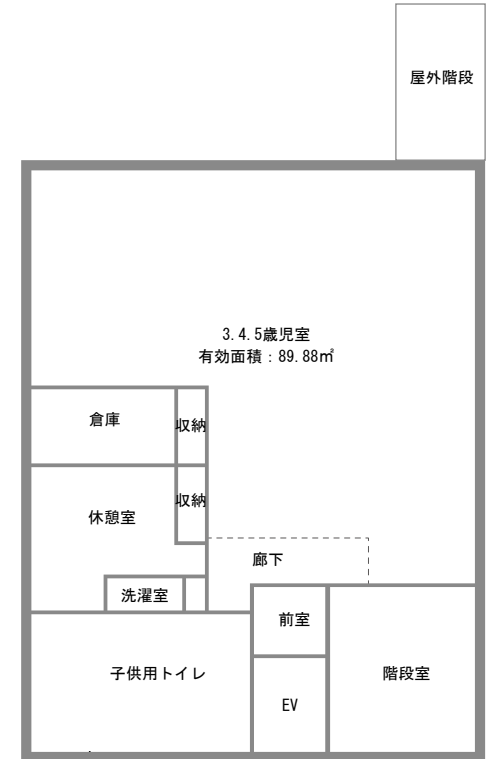 屋外階段
3.4.5歳児室
有効面積：89.88㎡
倉庫
収納
収納
休憩室
廊下
洗濯室
前室
子供用トイレ
階段室
EV